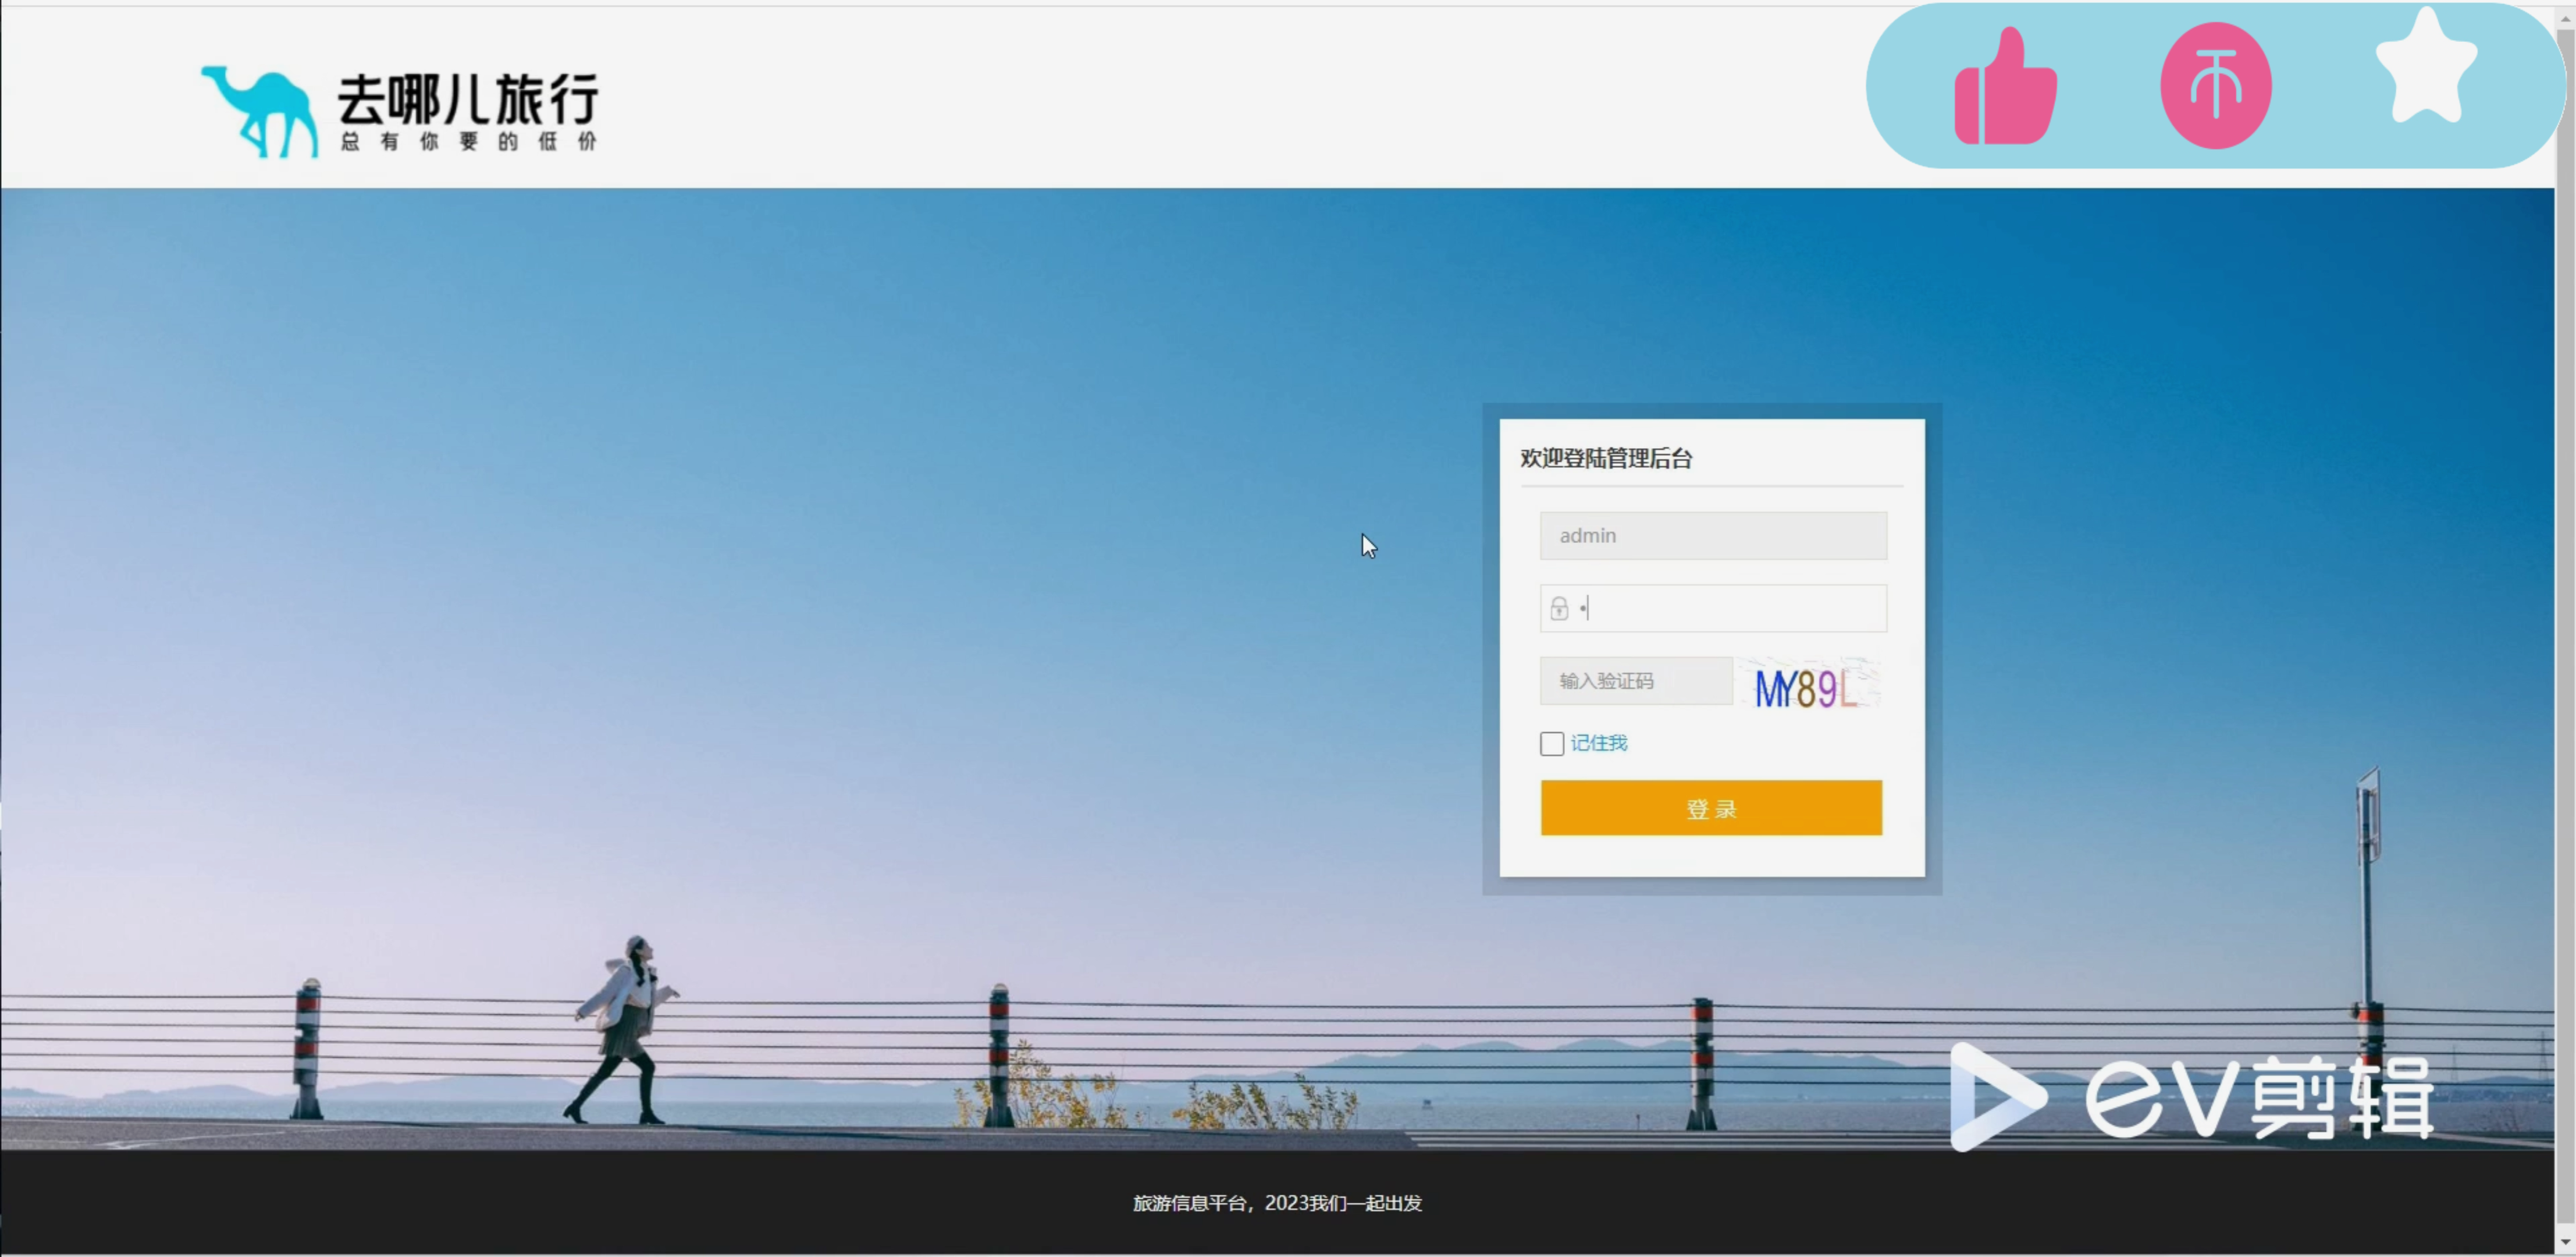 去哪儿旅行
总有你要的低价
欢迎登陆管理后台
admin
输入验证码
MY89L
记住我
登录
ev剪辑
旅游信息平台，2023我们一起出发